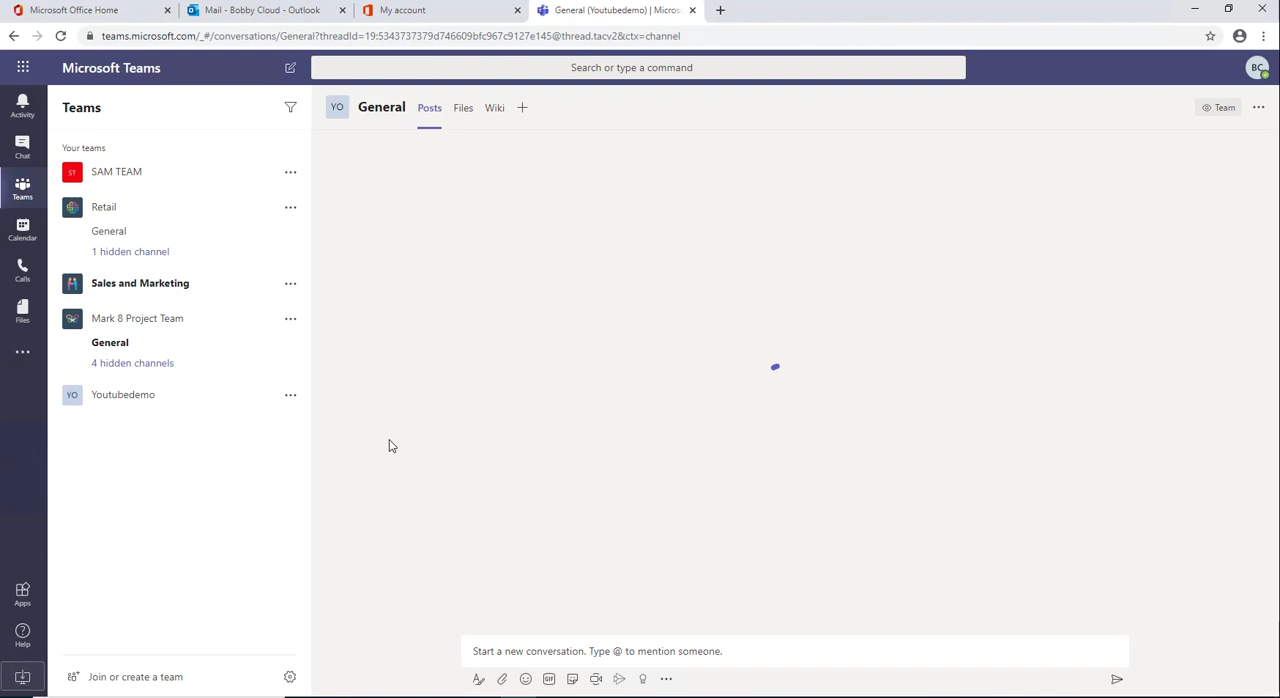 Microsoft Office Home
Mail - Bobby Cloud - Outlook
My account
General (Youtubedemo) | Micros
teams.microsoft.com/_#/conversations/General?threadId=19:5343737379d746609bfc967c9127e145@thread.tacv2&ctx=channel
Microsoft Teams
Search or type a command
BC
Activity
Chat
Teams
Calendar
Calls
Files
Apps
Help
Teams
Your teams
ST SAM TEAM
Retail
General
1 hidden channel
Sales and Marketing
Mark 8 Project Team
General
4 hidden channels
YO Youtubedemo
Join or create a team
YO General Posts Files Wiki
Team
Start a new conversation. Type @ to mention someone.
GIF